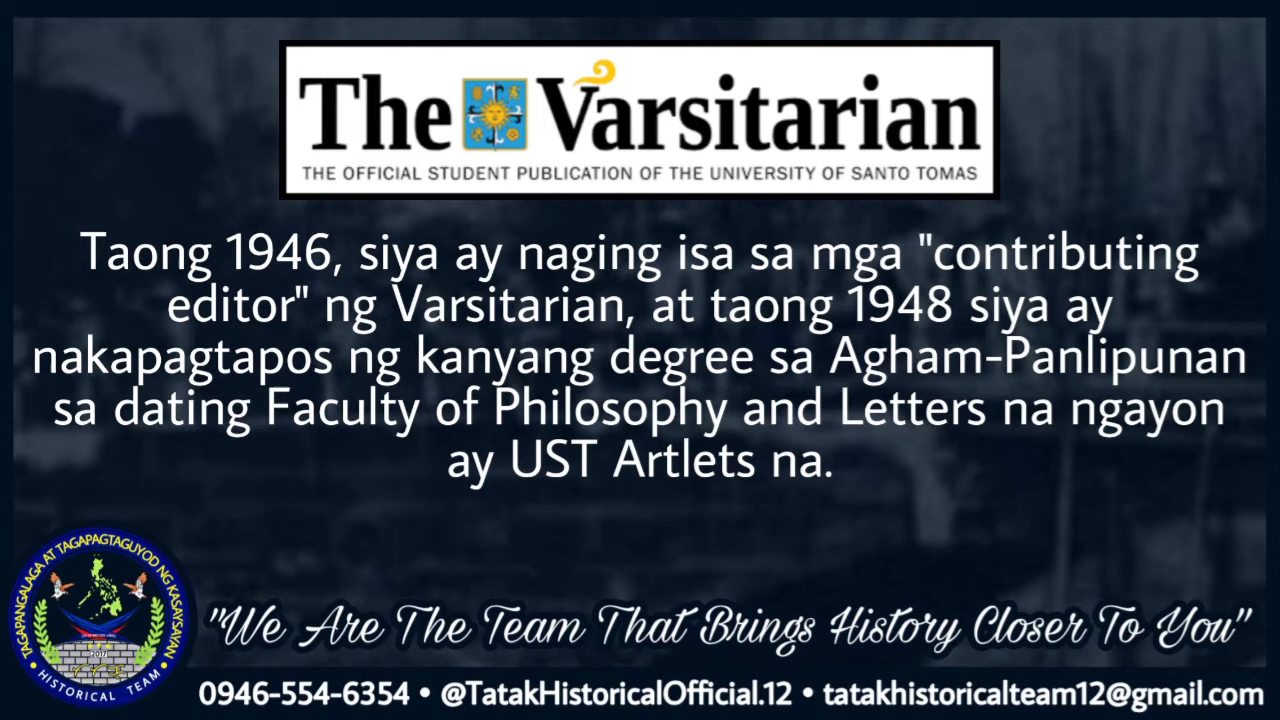 The Varsitarian
THE OFFICIAL STUDENT PUBLICATION OF THE UNIVERSITY OF SANTO TOMAS
Taong 1946, siya ay naging isa sa mga "contributing
editor" ng Varsitarian, at taong 1948 siya ay
nakapagtapos ng kanyang degree sa Agham-Panlipunan
sa dating Faculty of Philosophy and Letters na ngayon
ay UST Artlets na.
TAGAPANGALAGA AT TAGAPAGTAGUYOD NG KASAYSAYAN
2017
HISTORICAL TEAM
"We Are The Team That Brings History Closer To You"
0946-554-6354 • @TatakHistoricalOfficial.12 • tatakhistoricalteam12@gmail.com